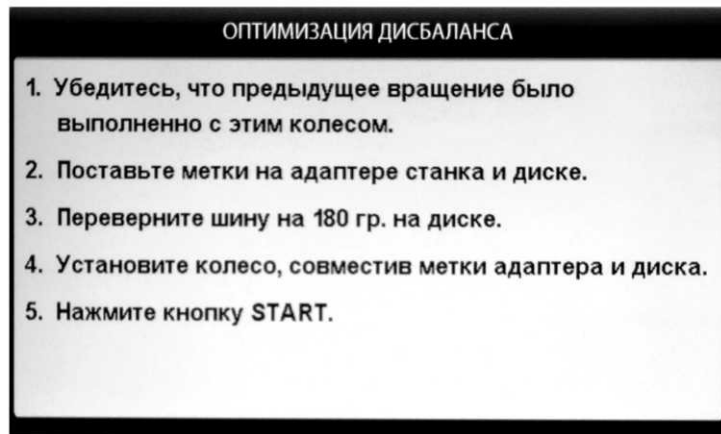 ОПТИМИЗАЦИЯ ДИСБАЛАНСА
1. Убедитесь, что предыдущее вращение было
выполненно с этим колесом.
2. Поставьте метки на адаптере станка и диске.
3. Переверните шину на 180 гр. на диске.
4. Установите колесо, совместив метки адаптера и диска.
5. Нажмите кнопку START.